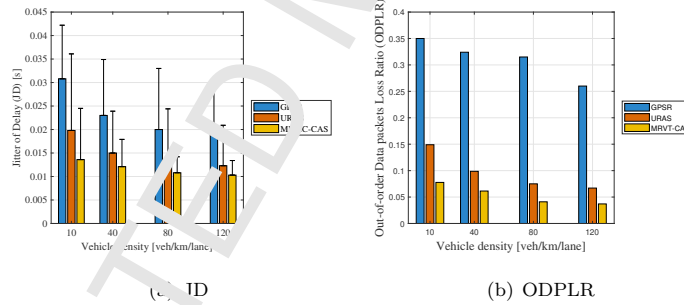 0.045
0.04
0.035
0.03
0.025
0.02
0.015
0.01
0.005
0
Jitter of Delay (JD) [s]
10 40 80 120
Vehicle density [veh/km/lane]
(a) JD
0.4
0.35
0.3
0.25
0.2
0.15
0.1
0.05
0
Out-of-order Data packets Loss Ratio (ODPLR)
10 40 80 120
Vehicle density [veh/km/lane]
GPSR
URAS
MRVT-CA
(b) ODPLR
TED